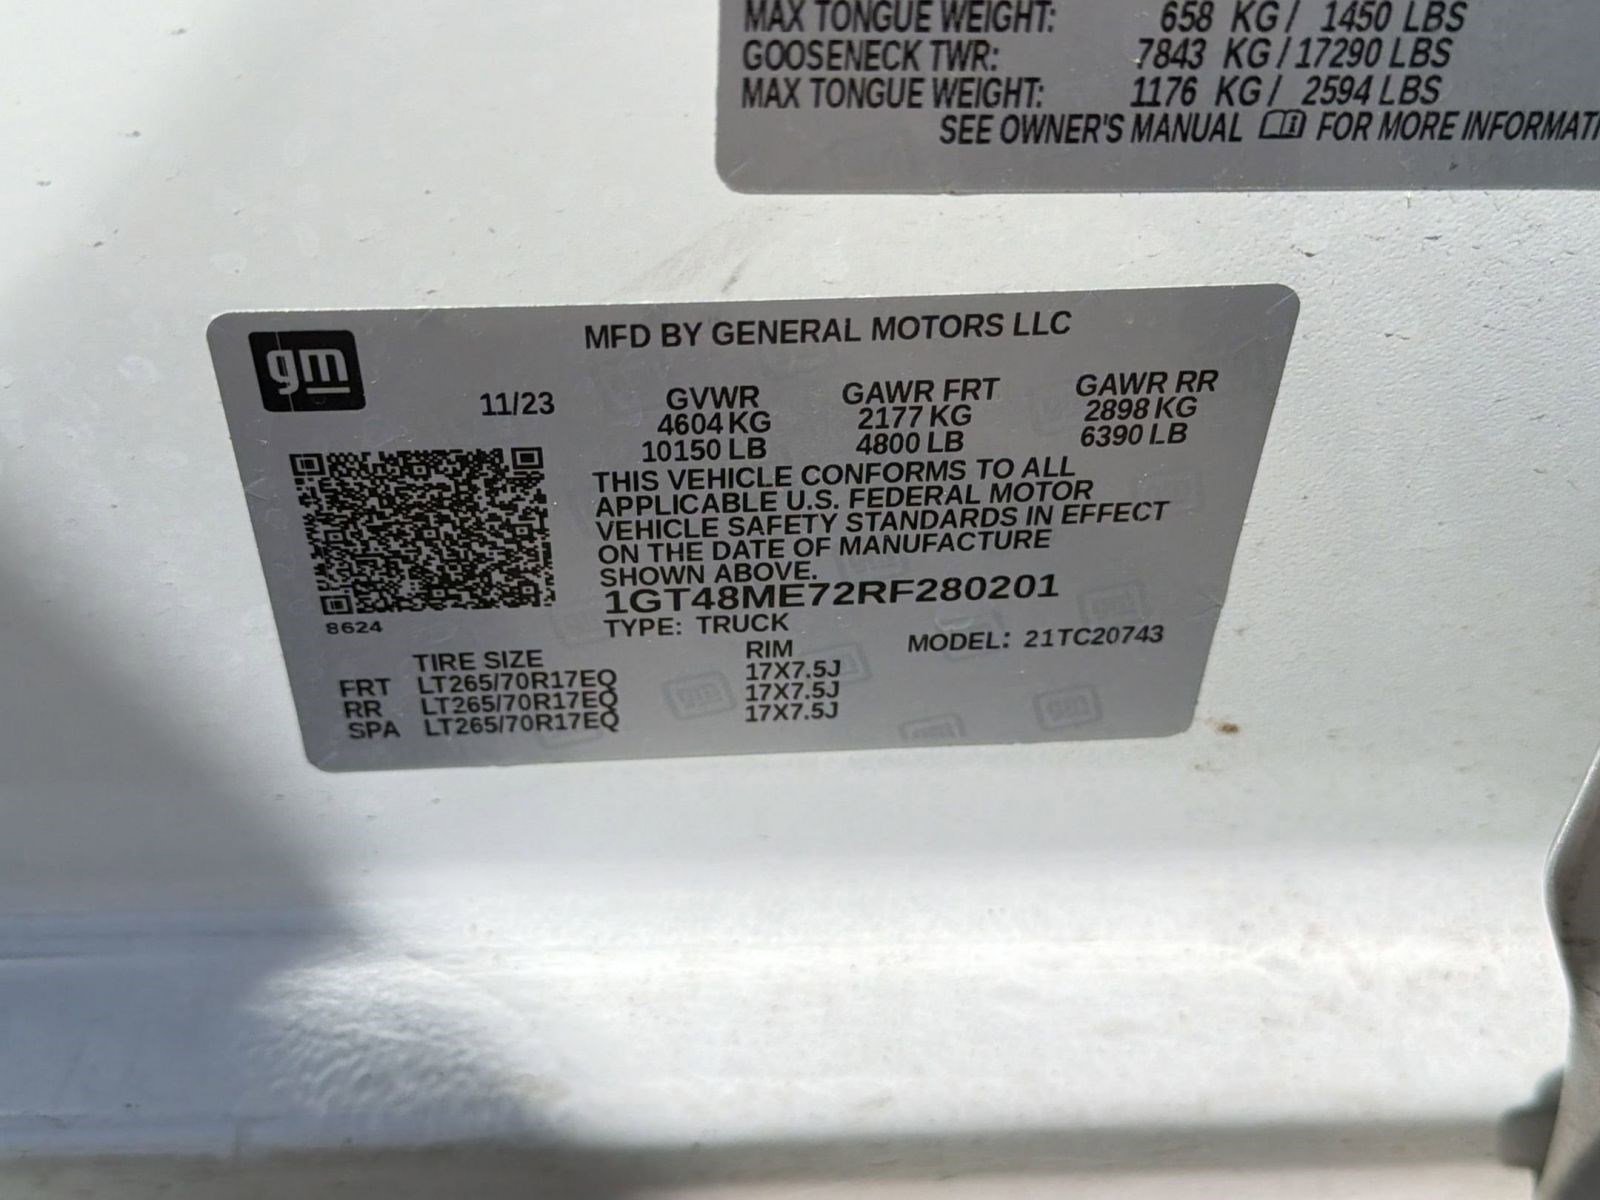 MAX TONGUE WEIGHT: 658 KG / 1450 LBS
GOOSENECK TWR: 7843 KG / 17290 LBS
MAX TONGUE WEIGHT: 1176 KG / 2594 LBS
SEE OWNER'S MANUAL FOR MORE INFORMATI
gm
MFD BY GENERAL MOTORS LLC
11/23
GVWR GAWR FRT GAWR RR
4604 KG 2177 KG 2898 KG
10150 LB 4800 LB 6390 LB
THIS VEHICLE CONFORMS TO ALL
APPLICABLE U.S. FEDERAL MOTOR
VEHICLE SAFETY STANDARDS IN EFFECT
ON THE DATE OF MANUFACTURE
SHOWN ABOVE.
1GT48ME72RF280201
8624
TYPE: TRUCK MODEL: 21TC20743
TIRE SIZE RIM
FRT LT265/70R17EQ 17X7.5J
RR LT265/70R17EQ 17X7.5J
SPA LT265/70R17EQ 17X7.5J